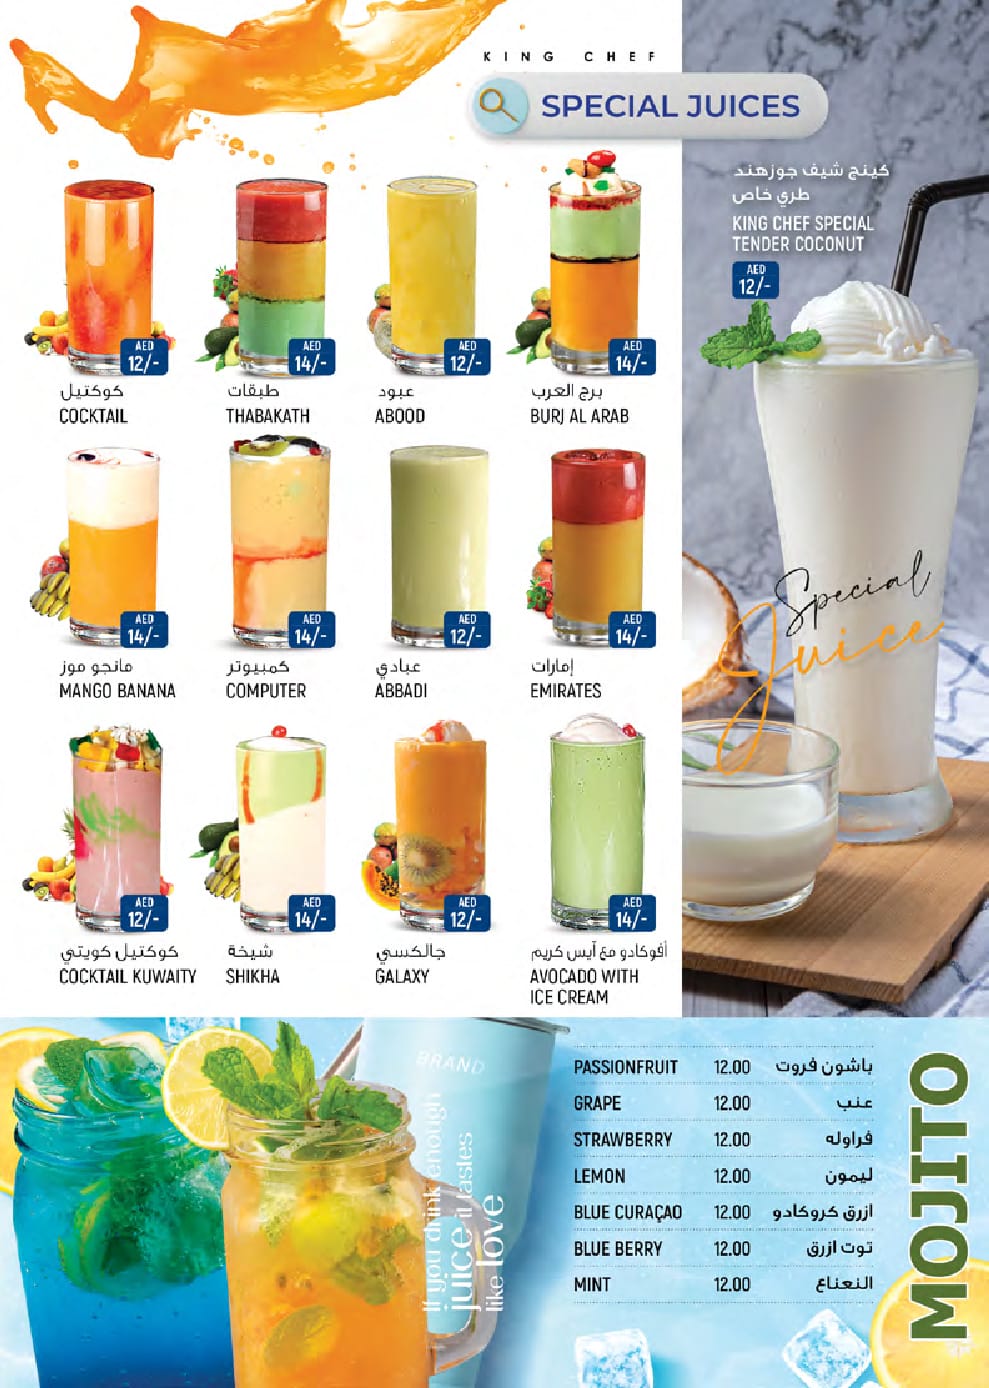 KING CHEF
SPECIAL JUICES
AED
12/-
كوكتيل
COCKTAIL
AED
14/-
طبقات
THABAKATH
AED
12/-
عبود
ABOOD
AED
14/-
برج العرب
BURJ AL ARAB
كينج شيف جوزهند
طري خاص
KING CHEF SPECIAL
TENDER COCONUT
AED
12/-
AED
14/-
مانجو موز
MANGO BANANA
AED
14/-
كمبيوتر
COMPUTER
AED
12/-
عبادي
ABBADI
AED
14/-
إمارات
EMIRATES
Special
Juice
AED
12/-
كوكتيل كويتي
COCKTAIL KUWAITY
AED
14/-
شيخة
SHIKHA
AED
12/-
جالكسي
GALAXY
AED
14/-
أفوكادو مع آيس كريم
AVOCADO WITH
ICE CREAM
BRAND
If you drink enough
juice it tastes
like love
PASSIONFRUIT 12.00 باشون فروت
GRAPE 12.00 عنب
STRAWBERRY 12.00 فراوله
LEMON 12.00 ليمون
BLUE CURAÇAO 12.00 ازرق كروكادو
BLUE BERRY 12.00 توت ازرق
MINT 12.00 النعناع
MOJITO